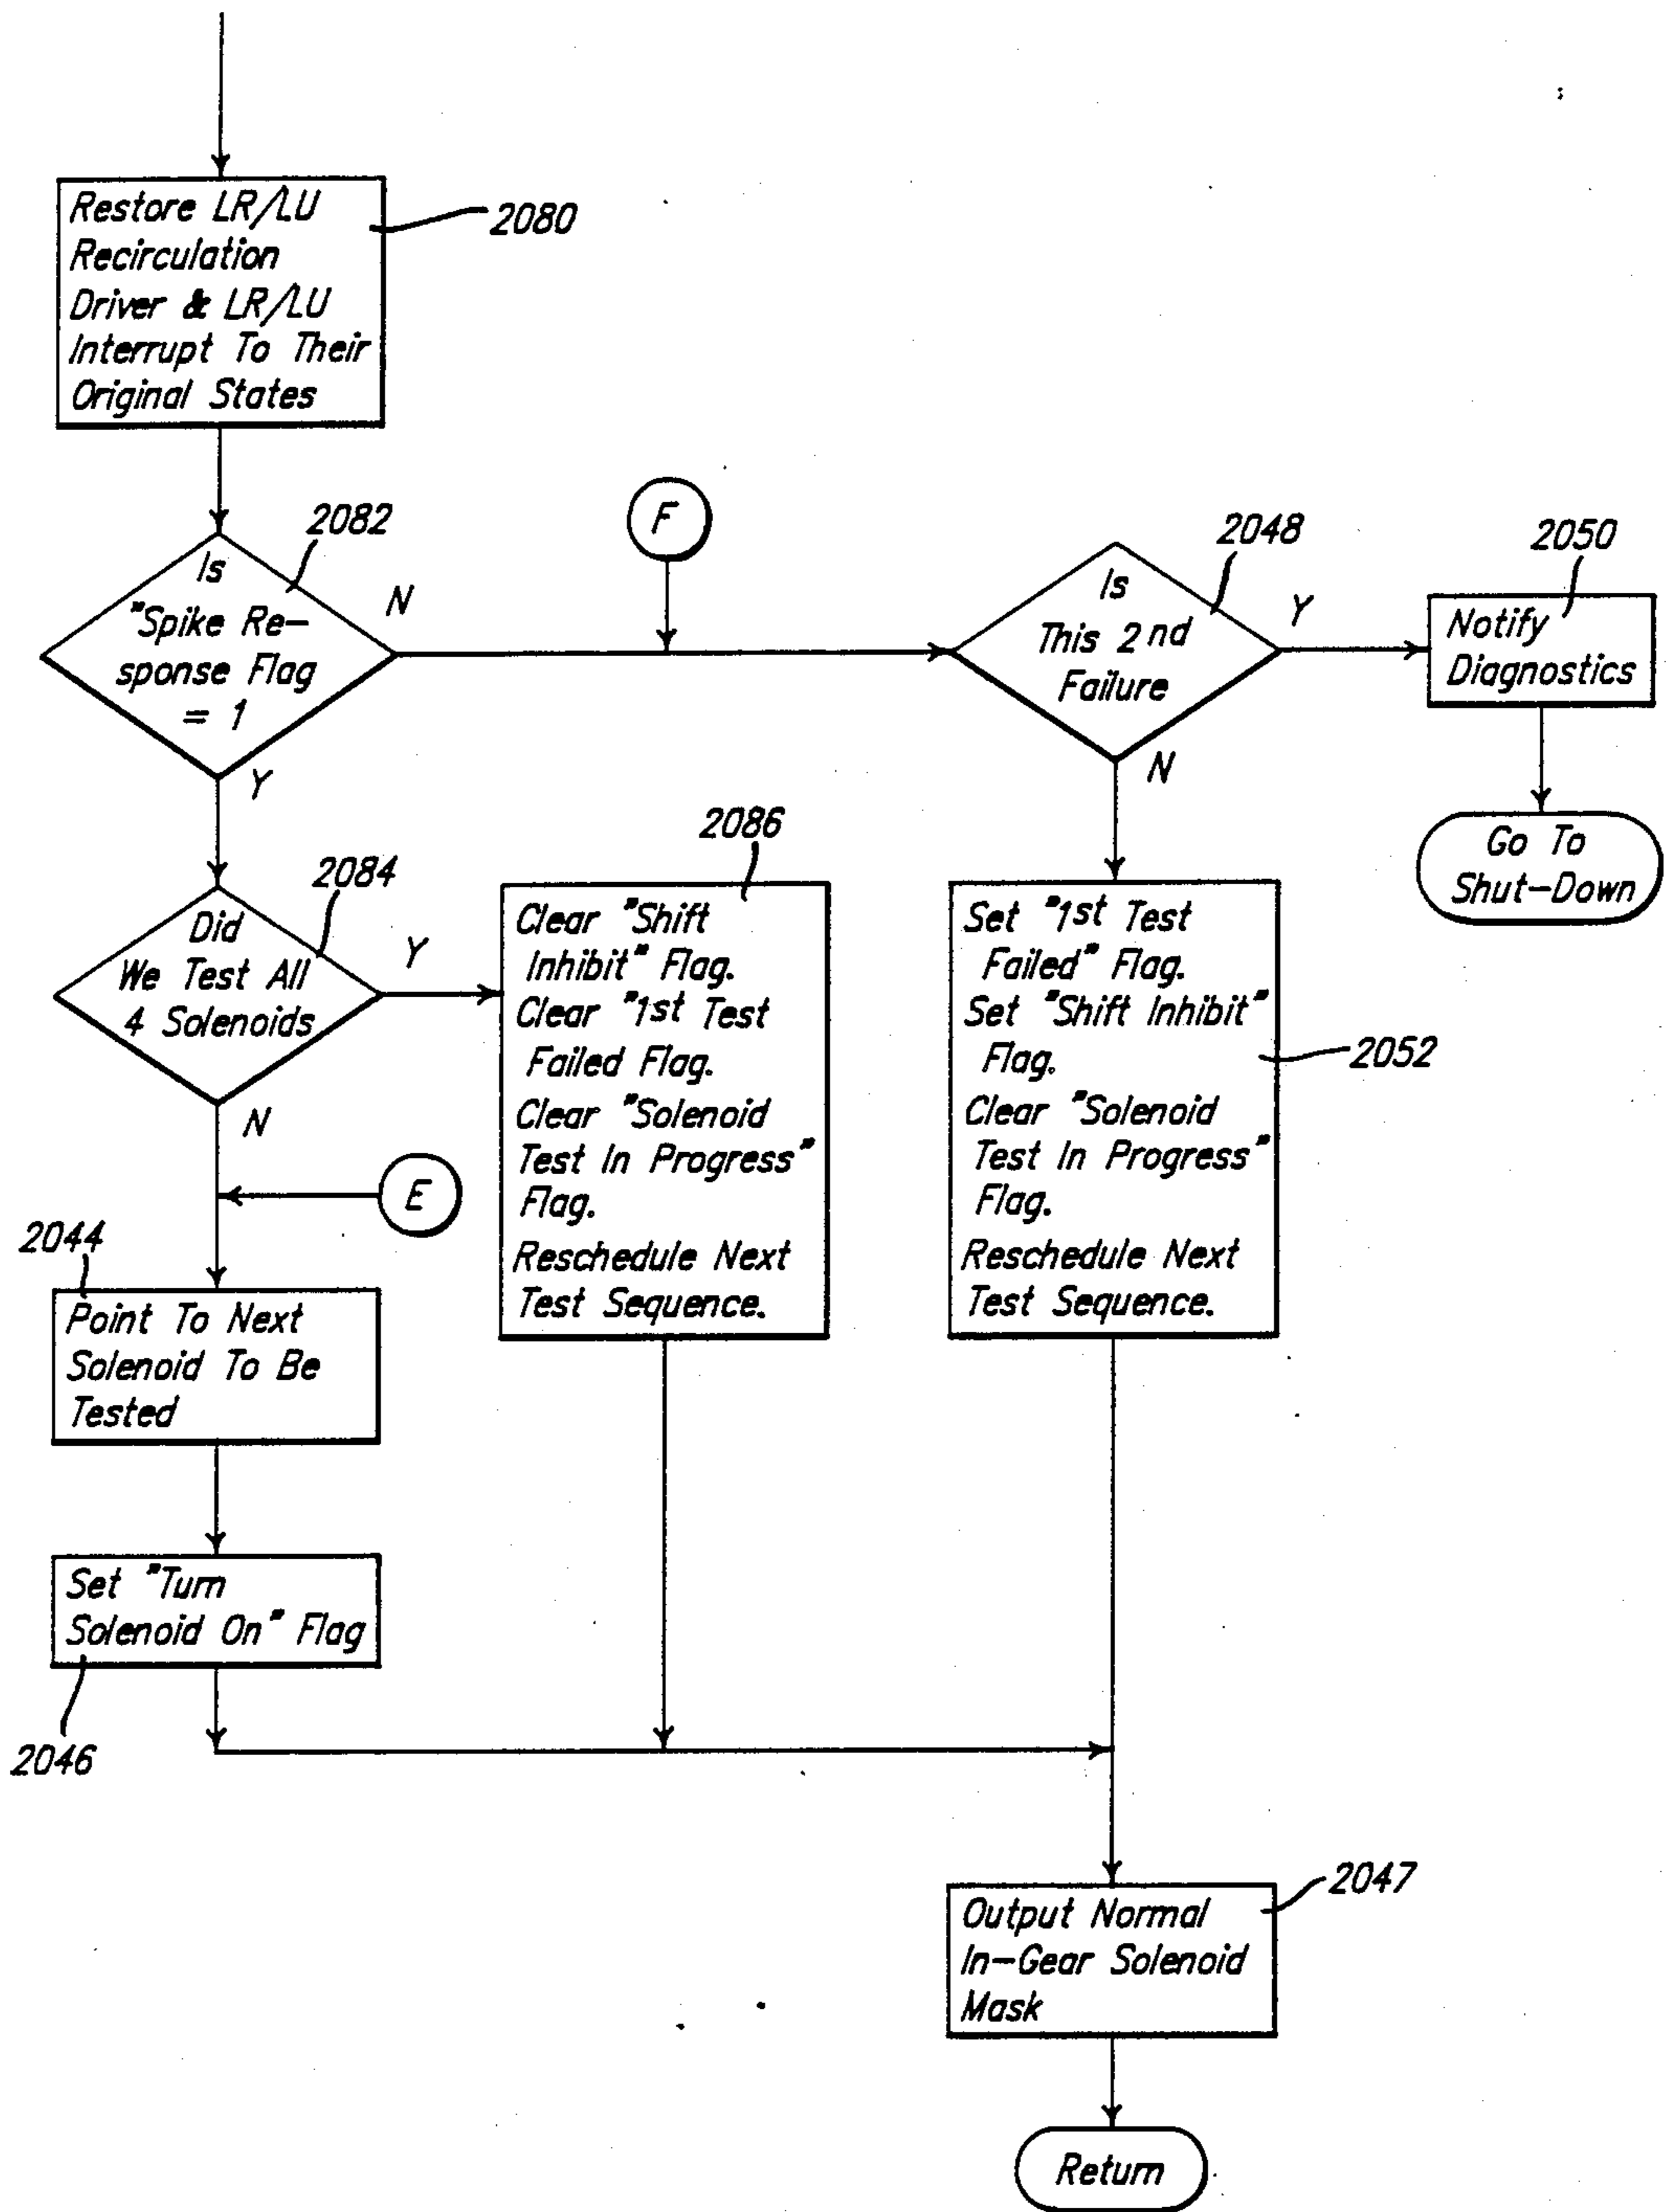 Restore LR/LU
Recirculation
Driver & LR/LU
Interrupt To Their
Original States
2080
2082
Is
"Spike Re-
sponse Flag
= 1
N
Y
F
2048
Is
This 2nd
Failure
Y
N
2050
Notify
Diagnostics
Go To
Shut-Down
2084
Did
We Test All
4 Solenoids
Y
N
2086
Clear "Shift
Inhibit" Flag.
Clear "1st Test
Failed Flag.
Clear "Solenoid
Test In Progress"
Flag.
Reschedule Next
Test Sequence.
Set "1st Test
Failed" Flag.
Set "Shift Inhibit"
Flag.
Clear "Solenoid
Test In Progress"
Flag.
Reschedule Next
Test Sequence.
2052
E
2044
Point To Next
Solenoid To Be
Tested
Set "Turn
Solenoid On" Flag
2046
2047
Output Normal
In-Gear Solenoid
Mask
Return